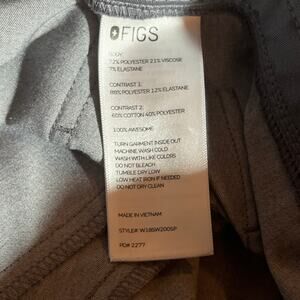 FIGS
BODY:
72% POLYESTER 21% VISCOSE
7% ELASTANE
CONTRAST 1:
88% POLYESTER 12% ELASTANE
CONTRAST 2:
60% COTTON 40% POLYESTER
100% AWESOME
TURN GARMENT INSIDE OUT
MACHINE WASH COLD
WASH WITH LIKE COLORS
DO NOT BLEACH
TUMBLE DRY LOW
LOW HEAT IRON IF NEEDED
DO NOT DRY CLEAN
MADE IN VIETNAM
STYLE#: W18SW2005P
PO# 2277